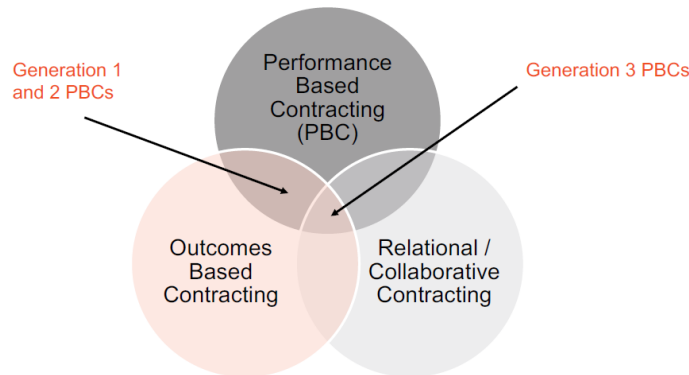 Generation 1
and 2 PBCs
Performance
Based
Contracting
(PBC)
Generation 3 PBCs
Outcomes
Based
Contracting
Relational /
Collaborative
Contracting